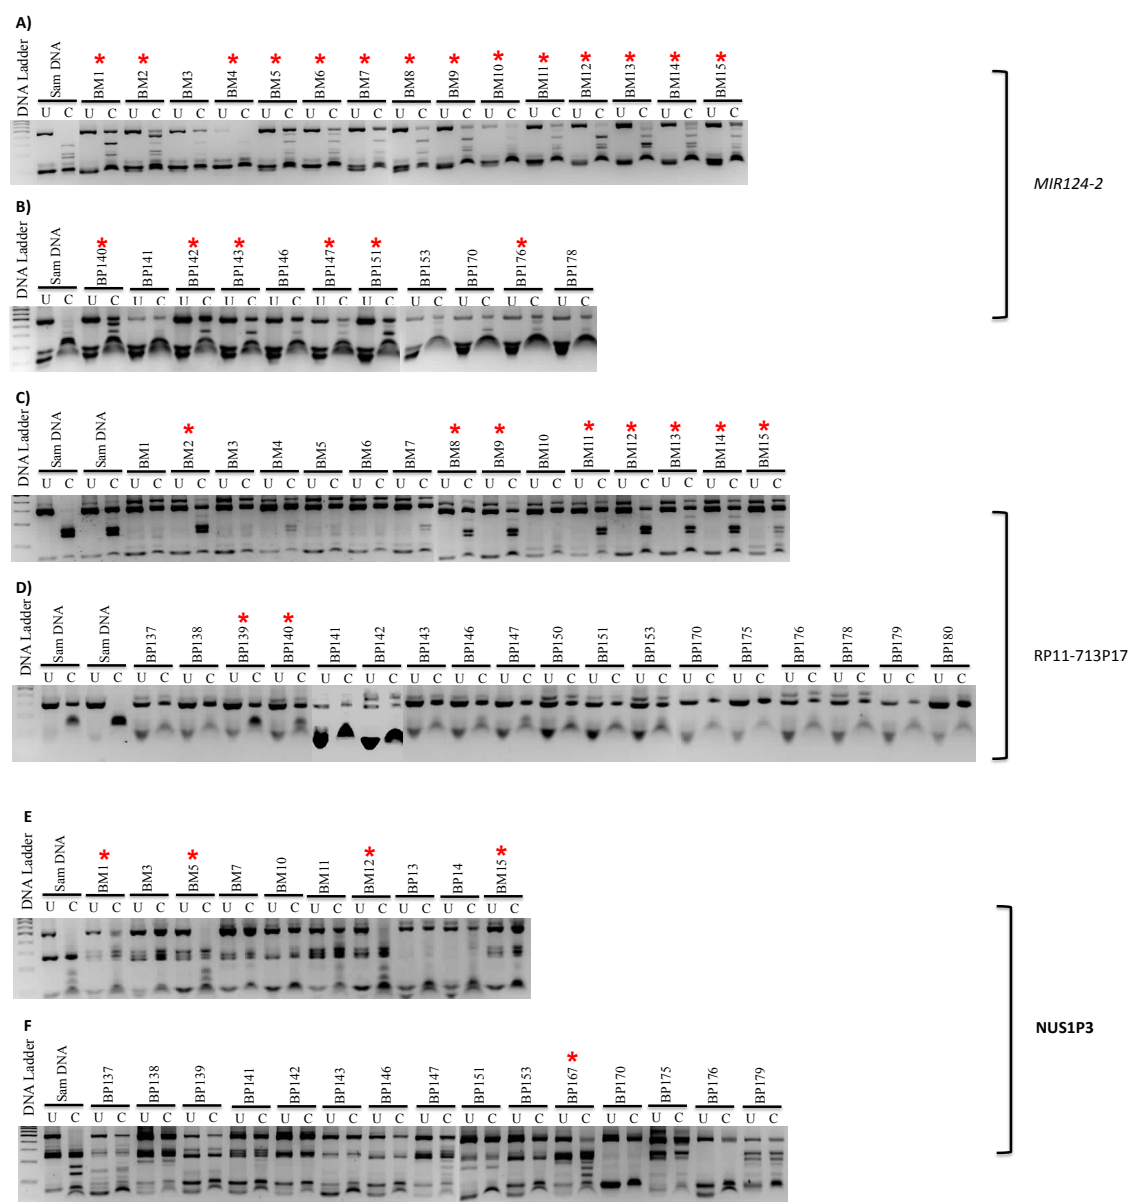 A)
DNA Ladder Sam DNA BM1* BM2* BM3 BM4* BM5* BM6* BM7* BM8* BM9* BM10* BM11* BM12* BM13* BM14* BM15*
U C U C U C U C U C U C U C U C U C U C U C U C U C U C U C U C
MIR124-2
B)
DNA Ladder Sam DNA BP140* BP141 BP142* BP143* BP146 BP147* BP151* BP153 BP170 BP176* BP178
U C U C U C U C U C U C U C U C U C U C U C U C
C)
DNA Ladder Sam DNA Sam DNA BM1 BM2* BM3 BM4 BM5 BM6 BM7 BM8* BM9* BM10 BM11* BM12* BM13* BM14* BM15*
U C U C U C U C U C U C U C U C U C U C U C U C U C U C U C U C U C
RP11-713P17
D)
DNA Ladder Sam DNA Sam DNA BP137 BP138 BP139* BP140* BP141 BP142 BP143 BP146 BP147 BP150 BP151 BP153 BP170 BP175 BP176 BP178 BP179 BP180
U C U C U C U C U C U C U C U C U C U C U C U C U C U C U C U C U C U C U C U C
E
DNA Ladder Sam DNA BM1* BM3 BM5* BM7 BM10 BM11 BM12* BP13 BP14 BM15*
U C U C U C U C U C U C U C U C U C U C U C
NUS1P3
F
DNA Ladder Sam DNA BP137 BP138 BP139 BP141 BP142 BP143 BP146 BP147 BP151 BP153 BP167* BP170 BP175 BP176 BP179
U C U C U C U C U C U C U C U C U C U C U C U C U C U C U C U C